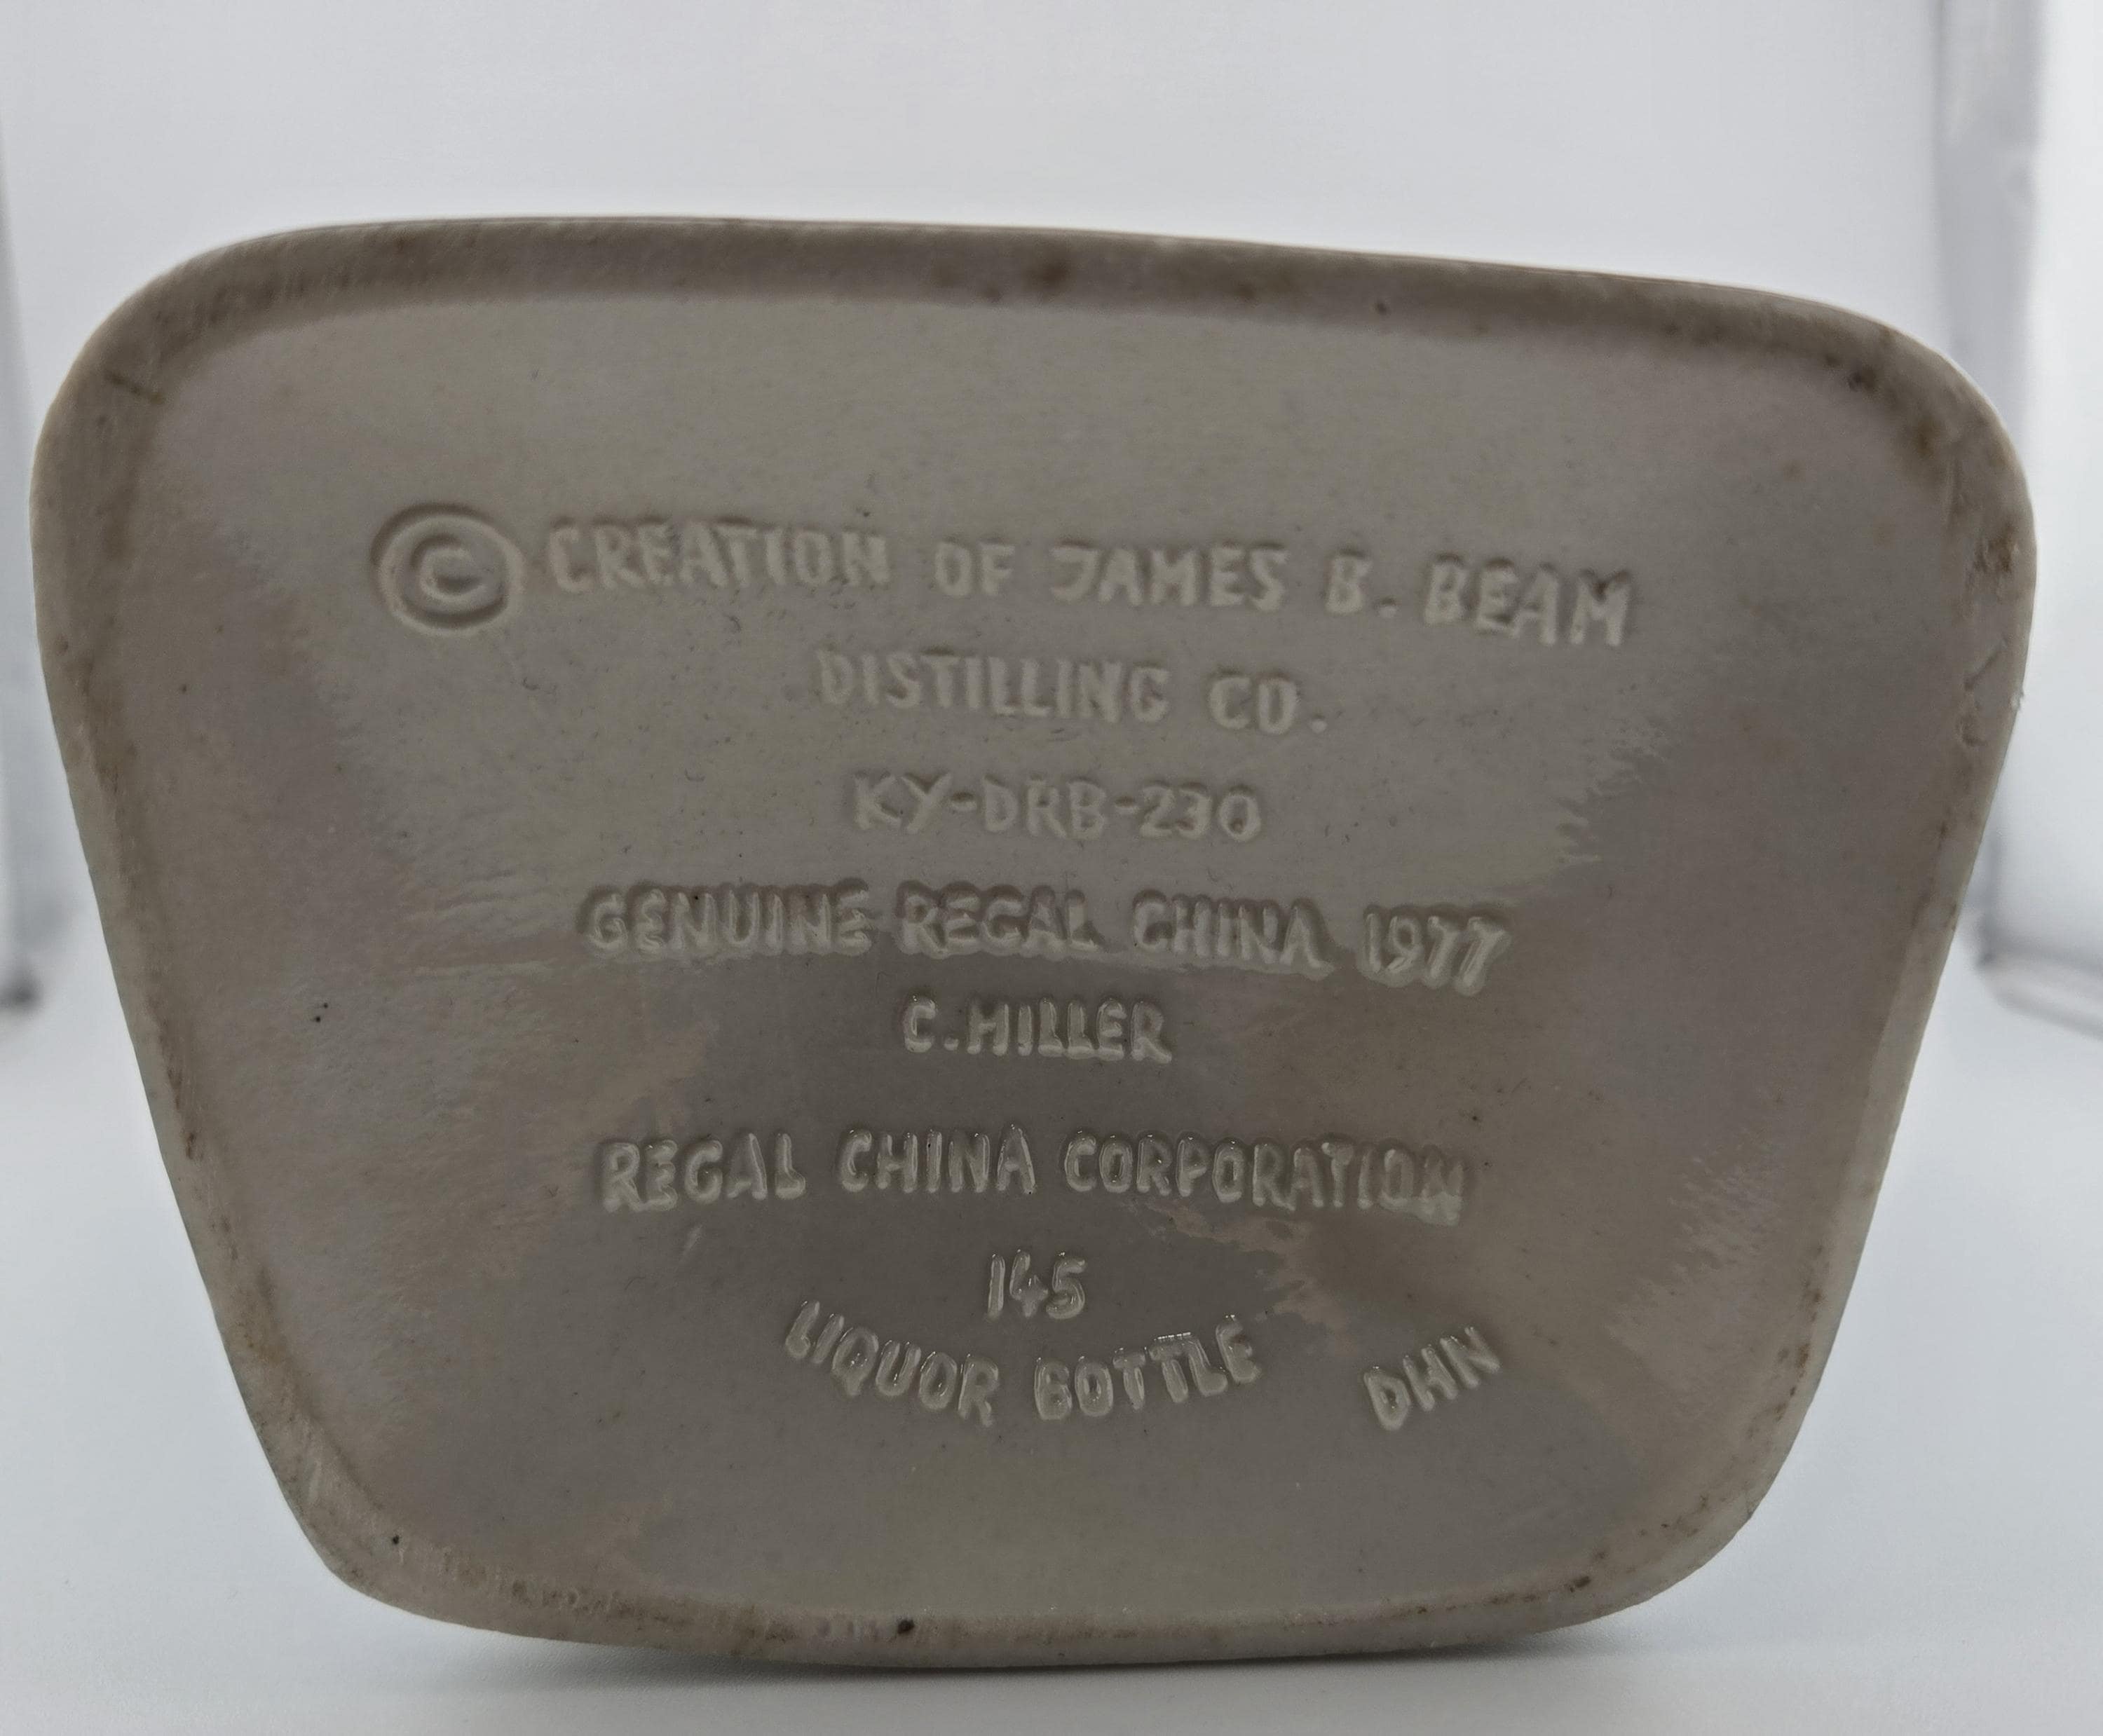 © CREATION OF JAMES B. BEAM
DISTILLING CO.
KY-DRB-230
GENUINE REGAL CHINA 1977
C.MILLER
REGAL CHINA CORPORATION
145
LIQUOR BOTTLE
DHN